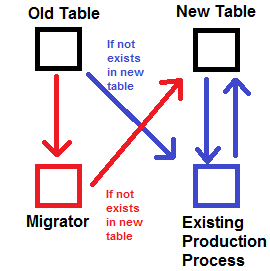 Old Table
New Table
If not
exists
in new
table
If not
exists
in new
table
Migrator
Existing
Production
Process